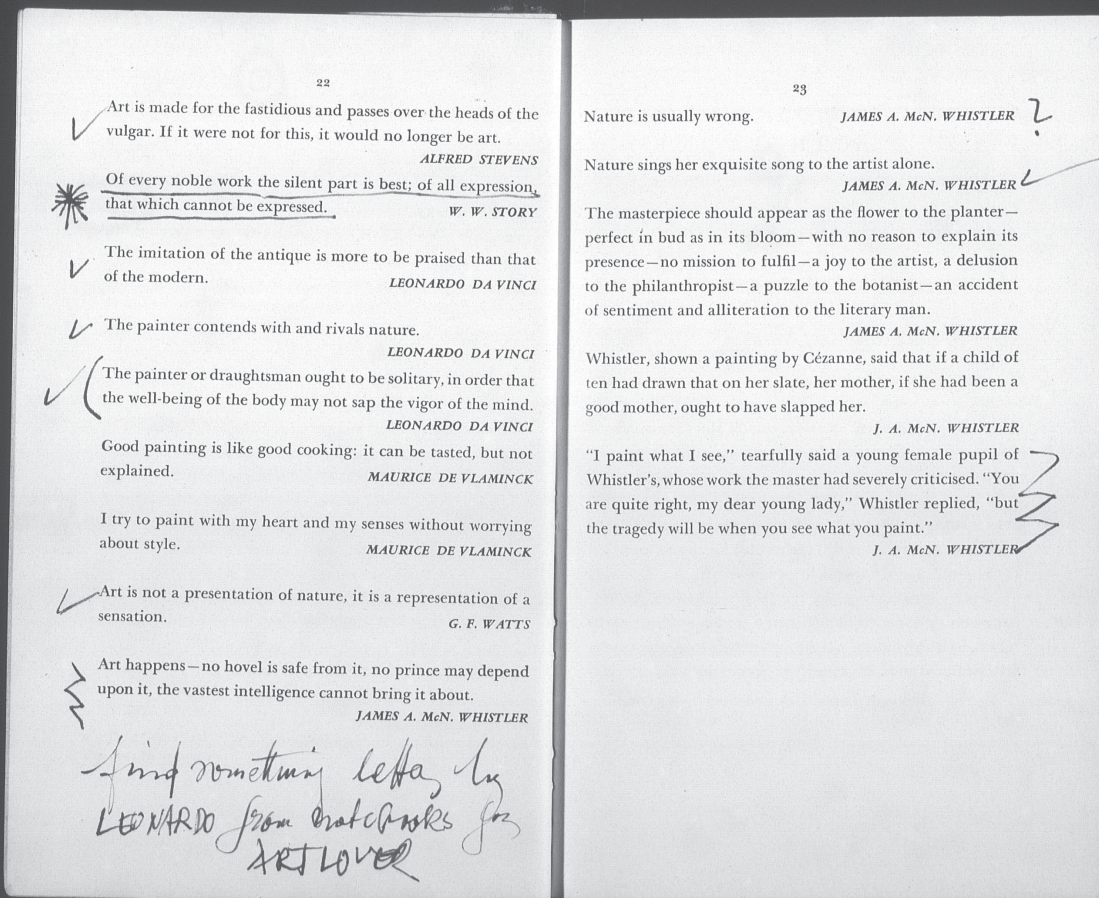 22
Art is made for the fastidious and passes over the heads of the
vulgar. If it were not for this, it would no longer be art.
ALFRED STEVENS
Of every noble work the silent part is best; of all expression,
that which cannot be expressed. W. W. STORY
The imitation of the antique is more to be praised than that
of the modern. LEONARDO DA VINCI
The painter contends with and rivals nature.
LEONARDO DA VINCI
The painter or draughtsman ought to be solitary, in order that
the well-being of the body may not sap the vigor of the mind.
LEONARDO DA VINCI
Good painting is like good cooking: it can be tasted, but not
explained. MAURICE DE VLAMINCK
I try to paint with my heart and my senses without worrying
about style. MAURICE DE VLAMINCK
Art is not a presentation of nature, it is a representation of a
sensation. G. F. WATTS
Art happens—no hovel is safe from it, no prince may depend
upon it, the vastest intelligence cannot bring it about.
JAMES A. McN. WHISTLER
find something better by
LEONARDO from notebooks for
ART LOVER
23
Nature is usually wrong. JAMES A. McN. WHISTLER ?
Nature sings her exquisite song to the artist alone.
JAMES A. McN. WHISTLER
The masterpiece should appear as the flower to the planter—
perfect in bud as in its bloom—with no reason to explain its
presence—no mission to fulfil—a joy to the artist, a delusion
to the philanthropist—a puzzle to the botanist—an accident
of sentiment and alliteration to the literary man.
JAMES A. McN. WHISTLER
Whistler, shown a painting by Cézanne, said that if a child of
ten had drawn that on her slate, her mother, if she had been a
good mother, ought to have slapped her.
J. A. McN. WHISTLER
"I paint what I see," tearfully said a young female pupil of
Whistler's, whose work the master had severely criticised. "You
are quite right, my dear young lady," Whistler replied, "but
the tragedy will be when you see what you paint."
J. A. McN. WHISTLER